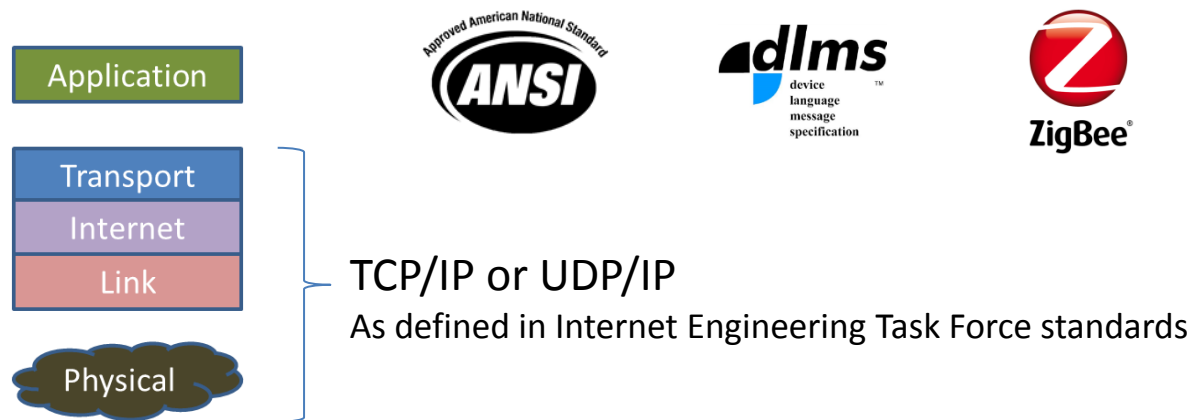 Application
Approved American National Standard
ANSI
dlms
TM
device
language
message
specification
Z
ZigBee®
Transport
Internet
Link
Physical
TCP/IP or UDP/IP
As defined in Internet Engineering Task Force standards